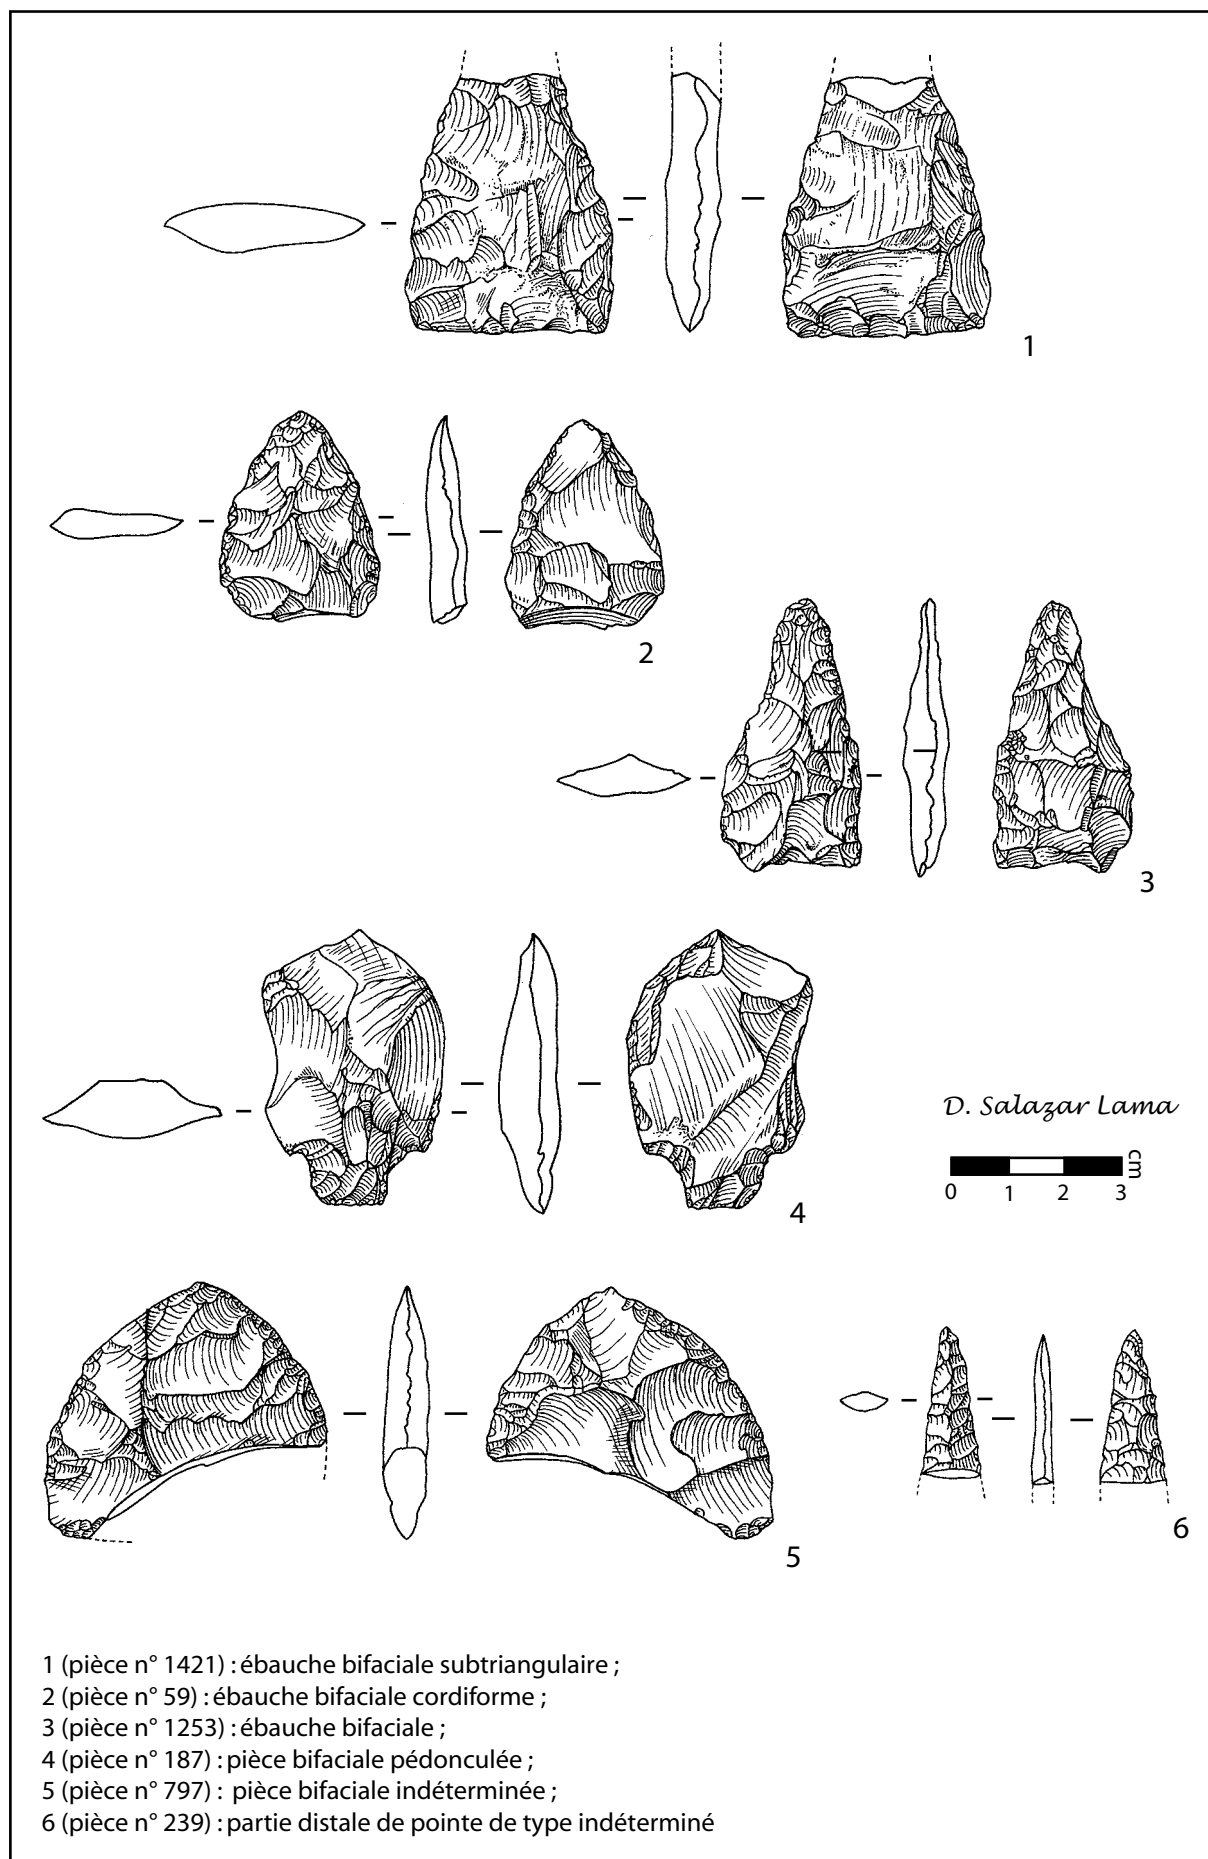 1
2
3
4
D. Salazar Lama
cm
0 1 2 3
5
6
1 (pièce n° 1421) : ébauche bifaciale subtriangulaire ;
2 (pièce n° 59) : ébauche bifaciale cordiforme ;
3 (pièce n° 1253) : ébauche bifaciale ;
4 (pièce n° 187) : pièce bifaciale pédonculée ;
5 (pièce n° 797) : pièce bifaciale indéterminée ;
6 (pièce n° 239) : partie distale de pointe de type indéterminé